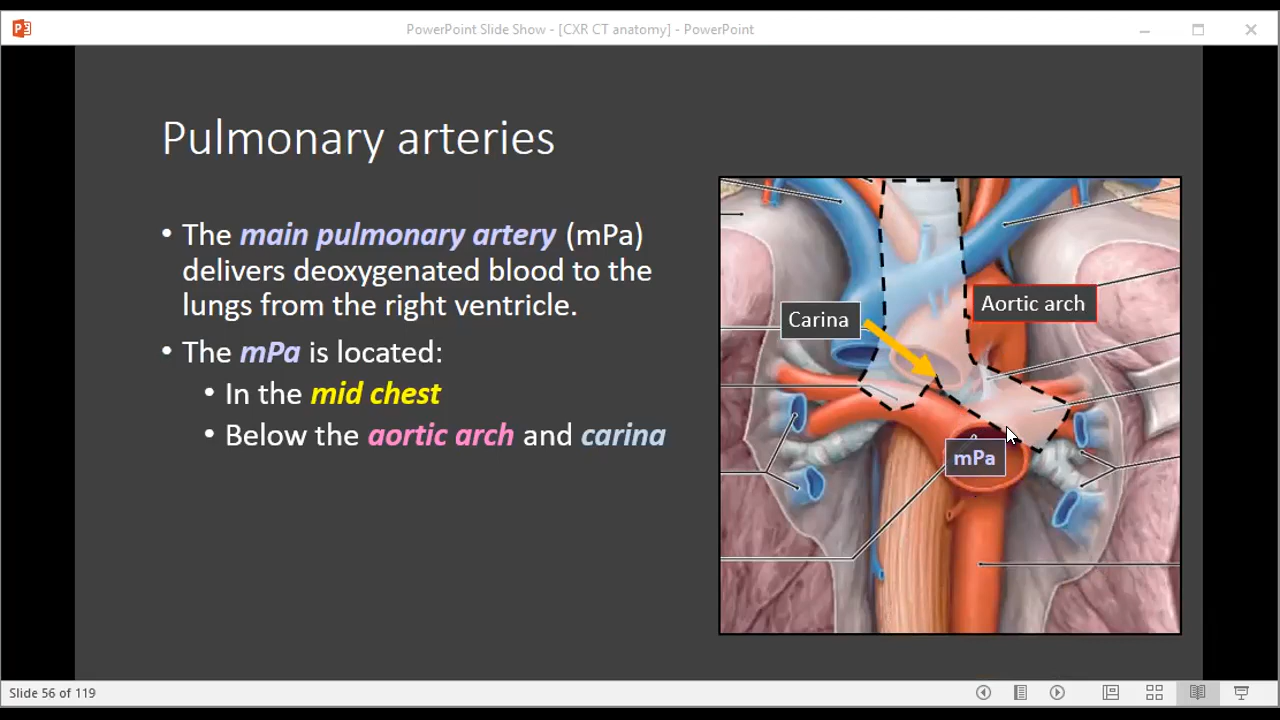 PowerPoint Slide Show - [CXR CT anatomy] - PowerPoint
Pulmonary arteries
• The main pulmonary artery (mPa)
delivers deoxygenated blood to the
lungs from the right ventricle.
• The mPa is located:
• In the mid chest
• Below the aortic arch and carina
Aortic arch
Carina
mPa
Slide 56 of 119